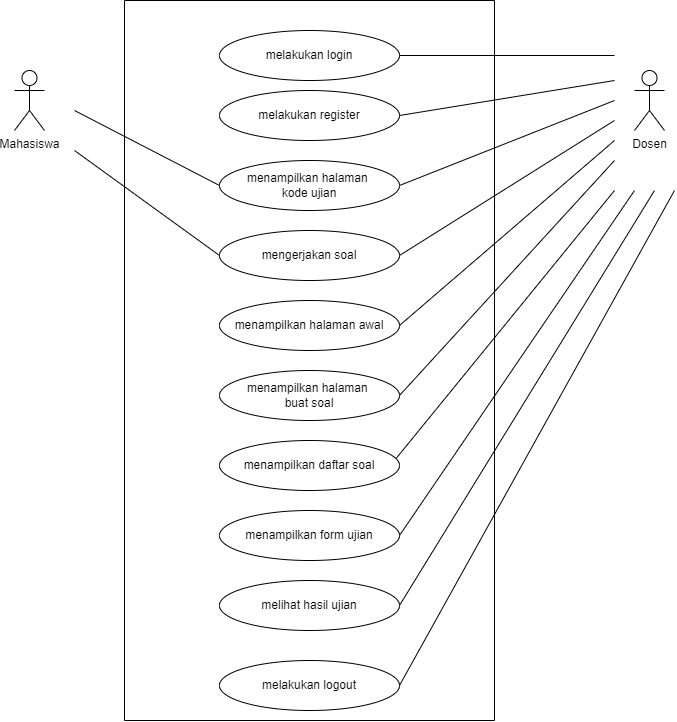 melakukan login
melakukan register
Mahasiswa
Dosen
menampilkan halaman
kode ujian
mengerjakan soal
menampilkan halaman awal
menampilkan halaman
buat soal
menampilkan daftar soal
menampilkan form ujian
melihat hasil ujian
melakukan logout